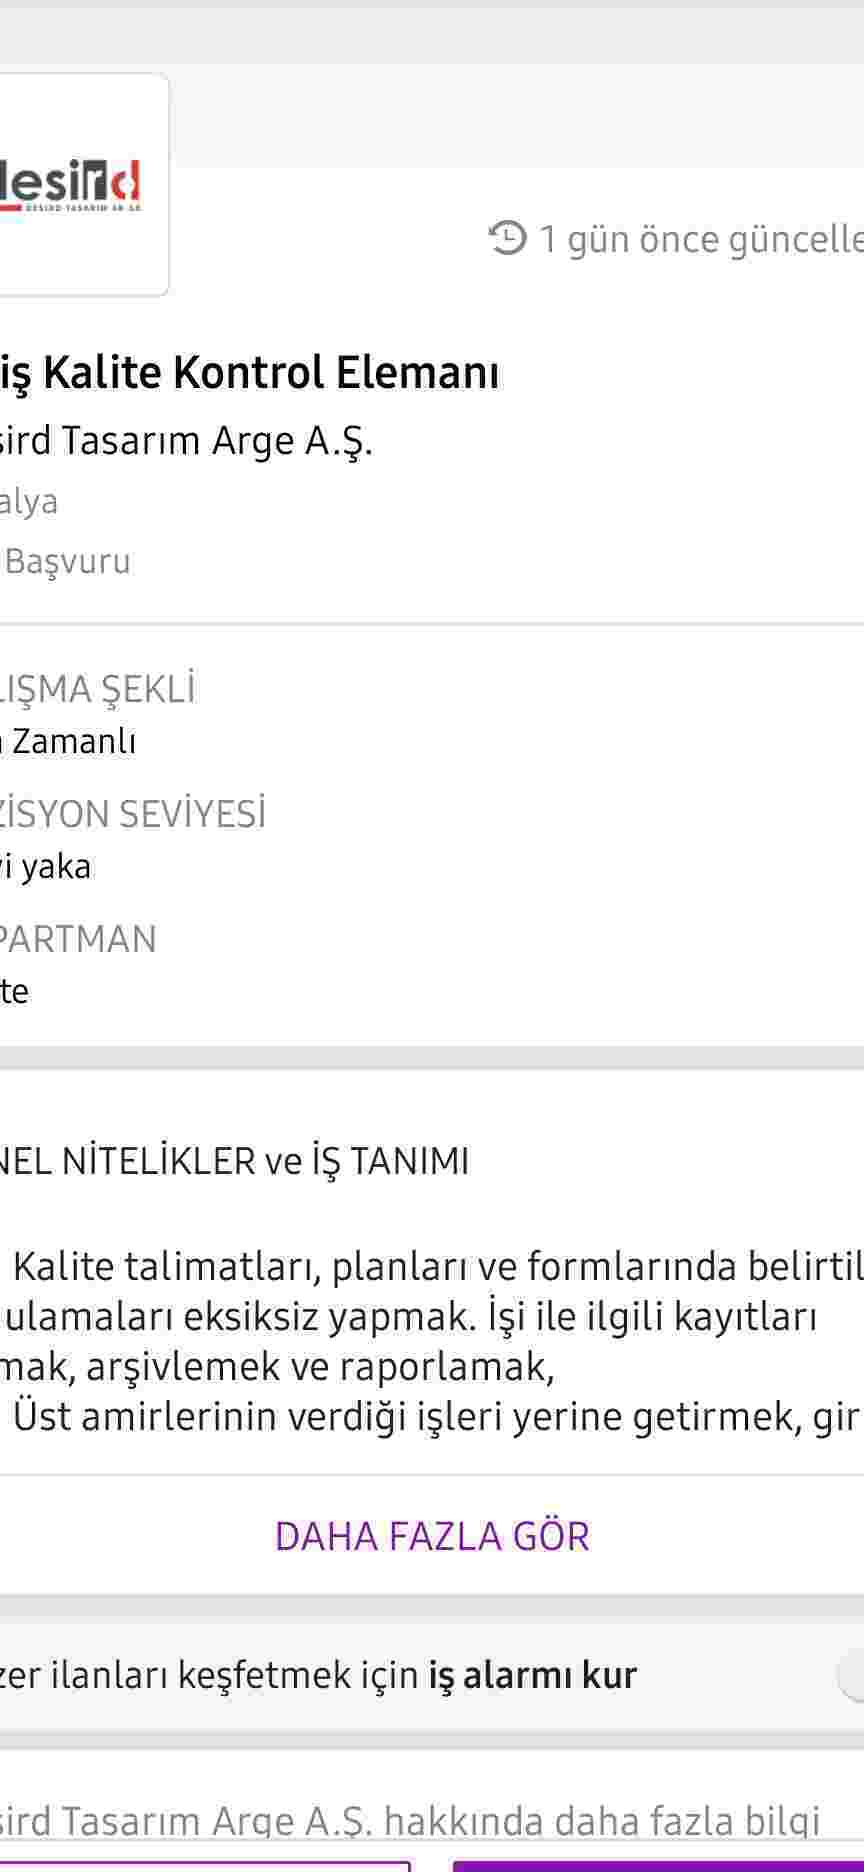 desird
DESIRD TASARIM AR-GE
1 gün önce güncelle
iş Kalite Kontrol Elemanı
sird Tasarım Arge A.Ş.
alya
Başvuru
LIŞMA ŞEKLİ
Zamanlı
ZİSYON SEVİYESİ
vi yaka
PARTMAN
te
NEL NİTELİKLER ve İŞ TANIMI
Kalite talimatları, planları ve formlarında belirtil
ulamaları eksiksiz yapmak. İşi ile ilgili kayıtları
mak, arşivlemek ve raporlamak,
Üst amirlerinin verdiği işleri yerine getirmek, gir
DAHA FAZLA GÖR
zer ilanları keşfetmek için iş alarmı kur
sird Tasarım Arge A.Ş. hakkında daha fazla bilgi